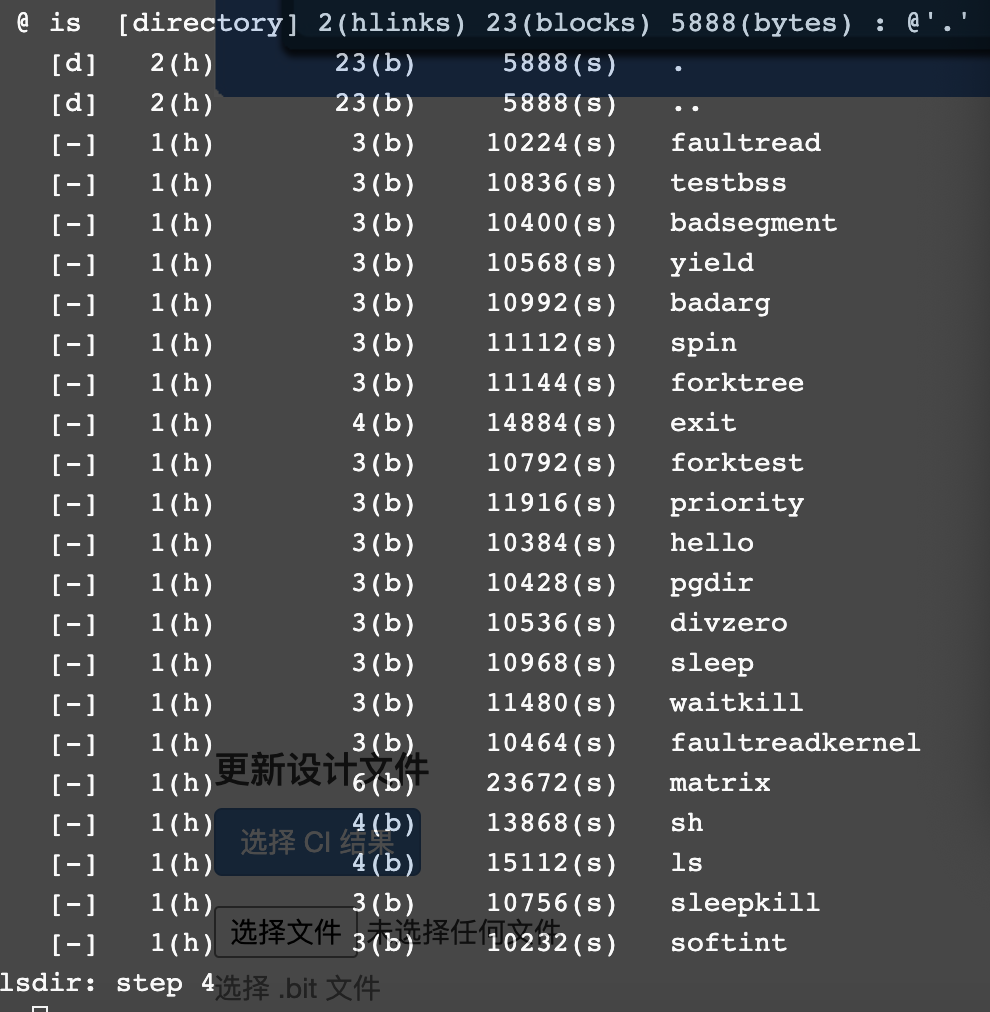 @ is  [directory] 2(hlinks) 23(blocks) 5888(bytes) : @'.'
[d]   2(h)       23(b)     5888(s)   .
[d]   2(h)       23(b)     5888(s)   ..
[-]   1(h)        3(b)    10224(s)   faultread
[-]   1(h)        3(b)    10836(s)   testbss
[-]   1(h)        3(b)    10400(s)   badsegment
[-]   1(h)        3(b)    10568(s)   yield
[-]   1(h)        3(b)    10992(s)   badarg
[-]   1(h)        3(b)    11112(s)   spin
[-]   1(h)        3(b)    11144(s)   forktree
[-]   1(h)        4(b)    14884(s)   exit
[-]   1(h)        3(b)    10792(s)   forktest
[-]   1(h)        3(b)    11916(s)   priority
[-]   1(h)        3(b)    10384(s)   hello
[-]   1(h)        3(b)    10428(s)   pgdir
[-]   1(h)        3(b)    10536(s)   divzero
[-]   1(h)        3(b)    10968(s)   sleep
[-]   1(h)        3(b)    11480(s)   waitkill
[-]   1(h)        3(b)    10464(s)   faultreadkernel
更新设计文件
[-]   1(h)        6(b)    23672(s)   matrix
[-]   1(h)        4(b)    13868(s)   sh
选择 CI 结果
[-]   1(h)        4(b)    15112(s)   ls
[-]   1(h)        3(b)    10756(s)   sleepkill
选择文件 未选择任何文件
[-]   1(h)        3(b)    10232(s)   softint
lsdir: step 4
选择 .bit 文件